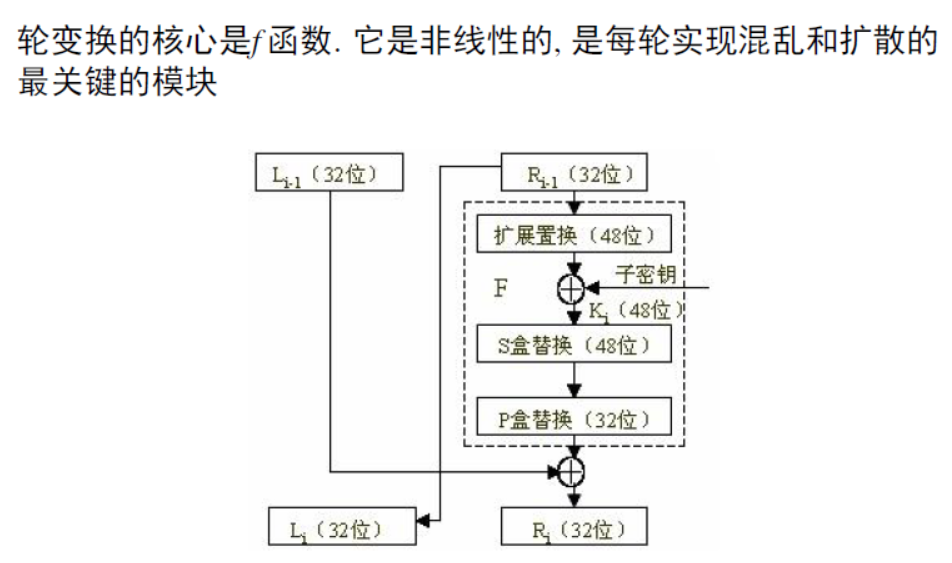 轮变换的核心是f函数. 它是非线性的, 是每轮实现混乱和扩散的
最关键的模块
Li-1（32位）
Ri-1（32位）
扩展置换（48位）
子密钥
F
Ki（48位）
S盒替换（48位）
P盒替换（32位）
Li（32位）
Ri（32位）